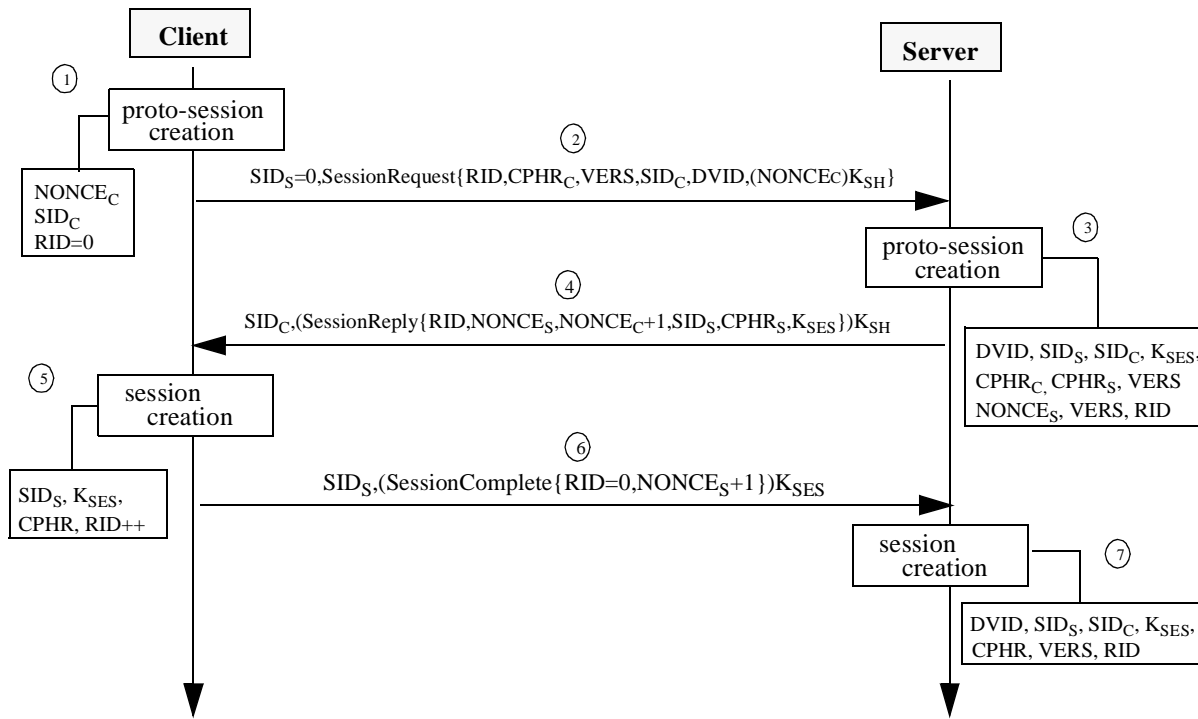 Client
Server
1
proto-session
creation
2
SID_S=0,SessionRequest{RID,CPHR_C,VERS,SID_C,DVID,(NONCE_C)K_SH}
NONCE_C
SID_C
RID=0
3
proto-session
creation
4
SID_C,(SessionReply{RID,NONCE_S,NONCE_C+1,SID_S,CPHR_S,K_SES})K_SH
DVID, SID_S, SID_C, K_SES,
CPHR_C, CPHR_S, VERS
NONCE_S, VERS, RID
5
session
creation
6
SID_S,(SessionComplete{RID=0,NONCE_S+1})K_SES
SID_S, K_SES,
CPHR, RID++
session
creation
7
DVID, SID_S, SID_C, K_SES,
CPHR, VERS, RID